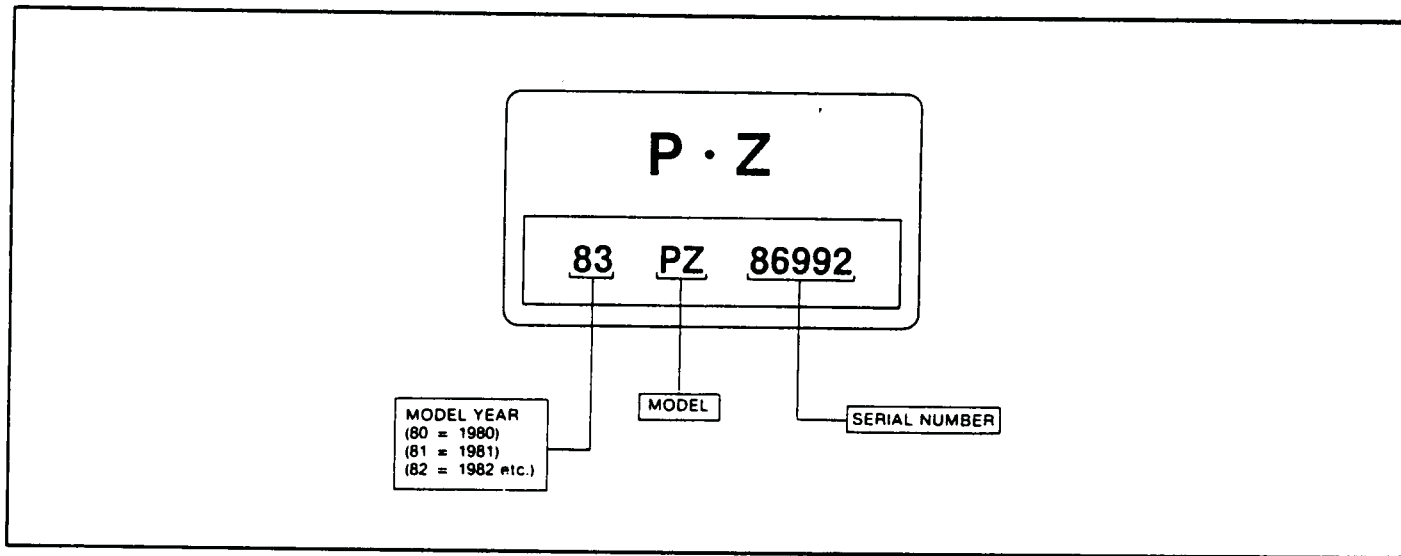 P · Z
83 PZ 86992
MODEL YEAR
(80 = 1980)
(81 = 1981)
(82 = 1982 etc.)
MODEL
SERIAL NUMBER